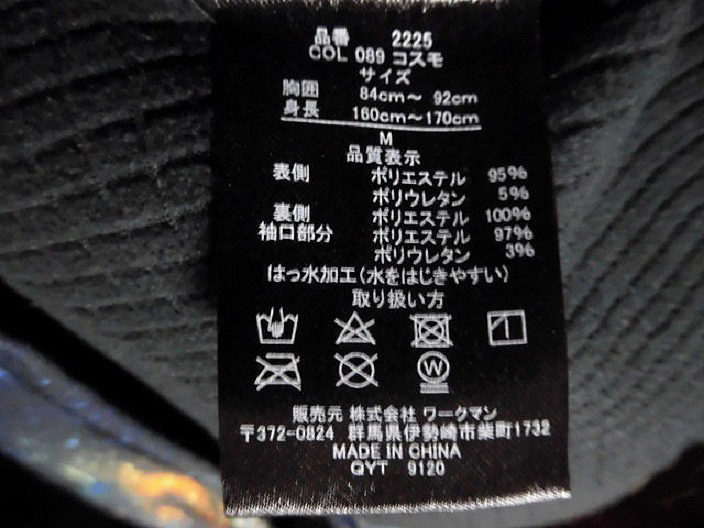 品番 2225
COL 089 コスモ
サイズ
胸囲 84cm～ 92cm
身長 160cm～170cm
M
品質表示
表側 ポリエステル 95%
ポリウレタン 5%
裏側 ポリエステル 100%
袖口部分 ポリエステル 97%
ポリウレタン 3%
はっ水加工(水をはじきやすい)
取り扱い方
W
販売元 株式会社 ワークマン
〒372-0824 群馬県伊勢崎市柴町1732
MADE IN CHINA
QYT 9120